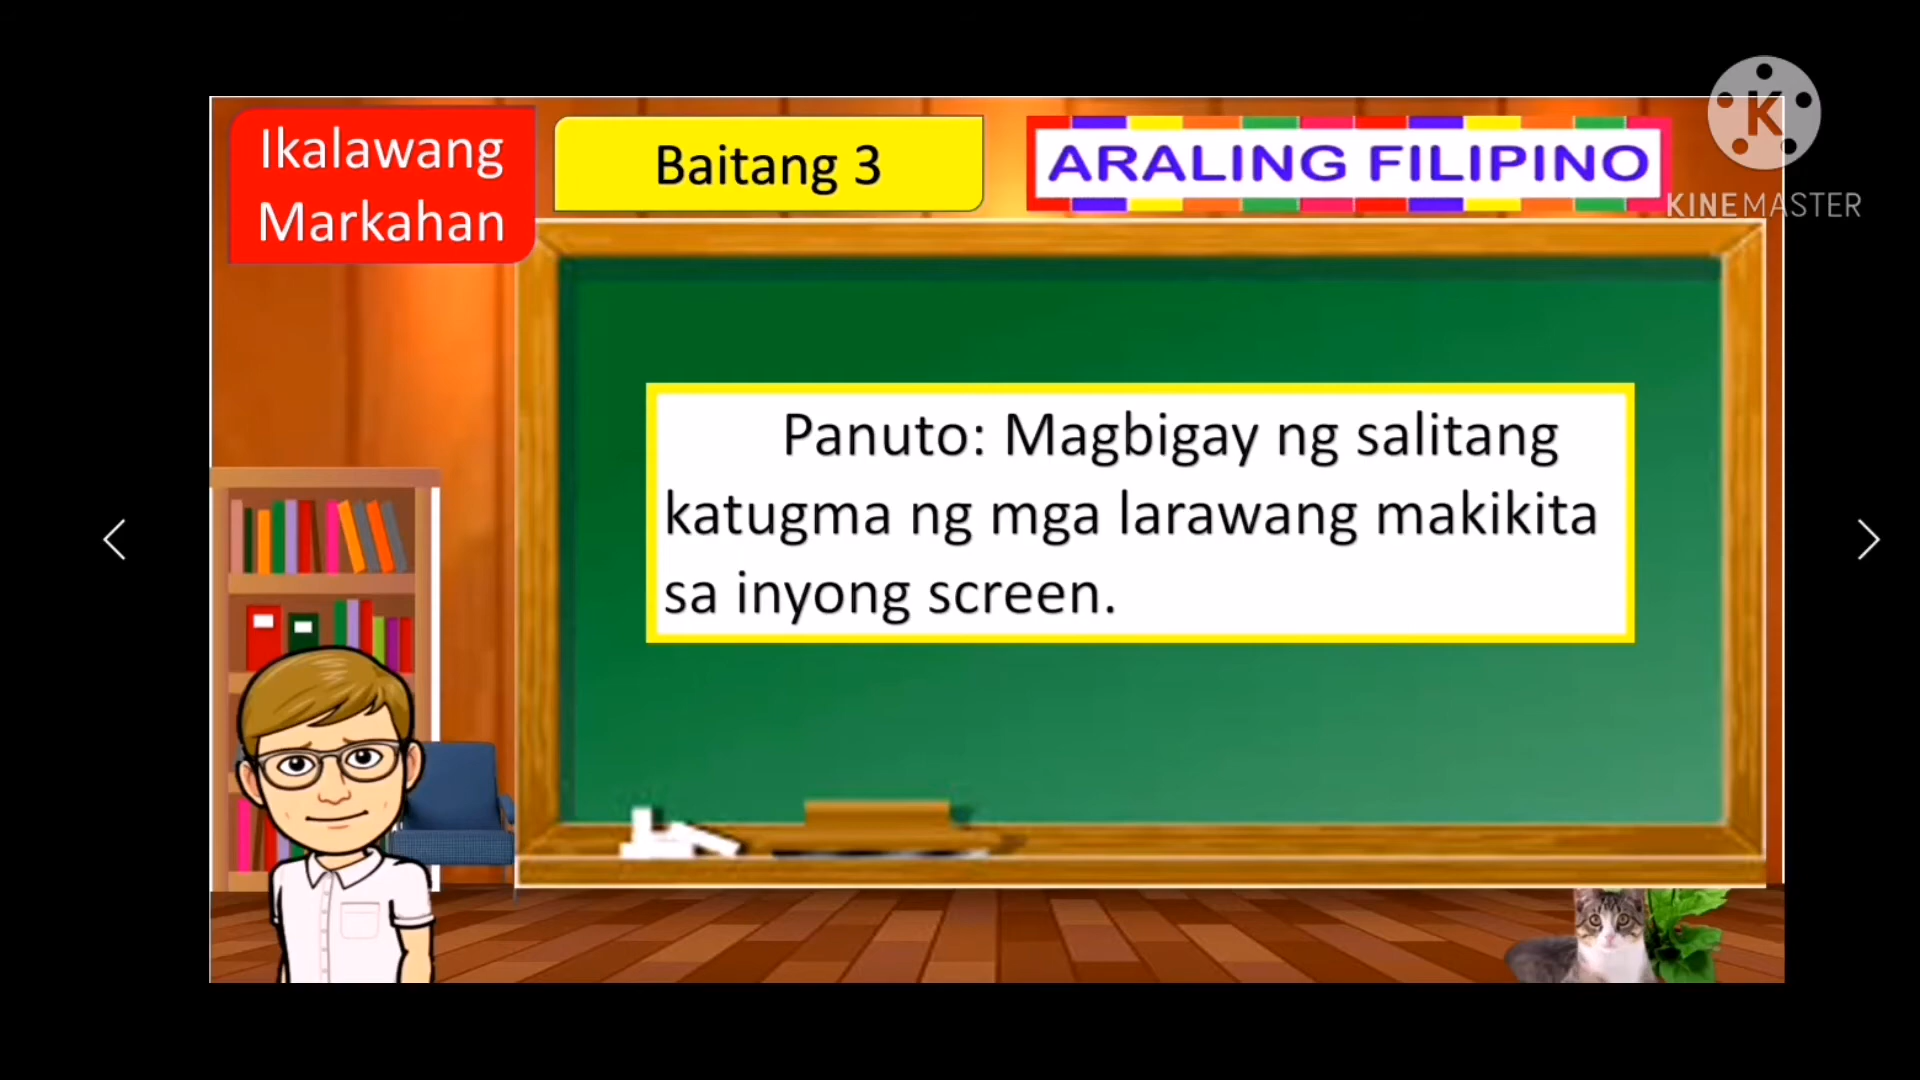 Ikalawang
Markahan
Baitang 3
ARALING FILIPINO
K
KINEMASTER
Panuto: Magbigay ng salitang
katugma ng mga larawang makikita
sa inyong screen.